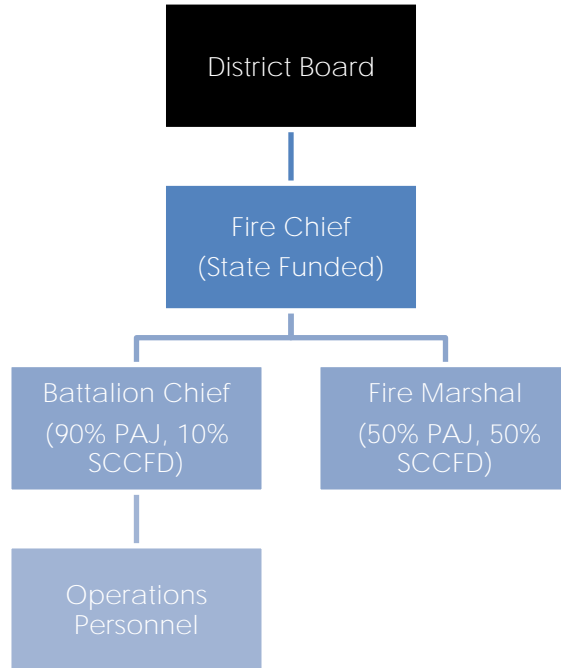 District Board
Fire Chief
(State Funded)
Battalion Chief
(90% PAJ, 10%
SCCFD)
Fire Marshal
(50% PAJ, 50%
SCCFD)
Operations
Personnel